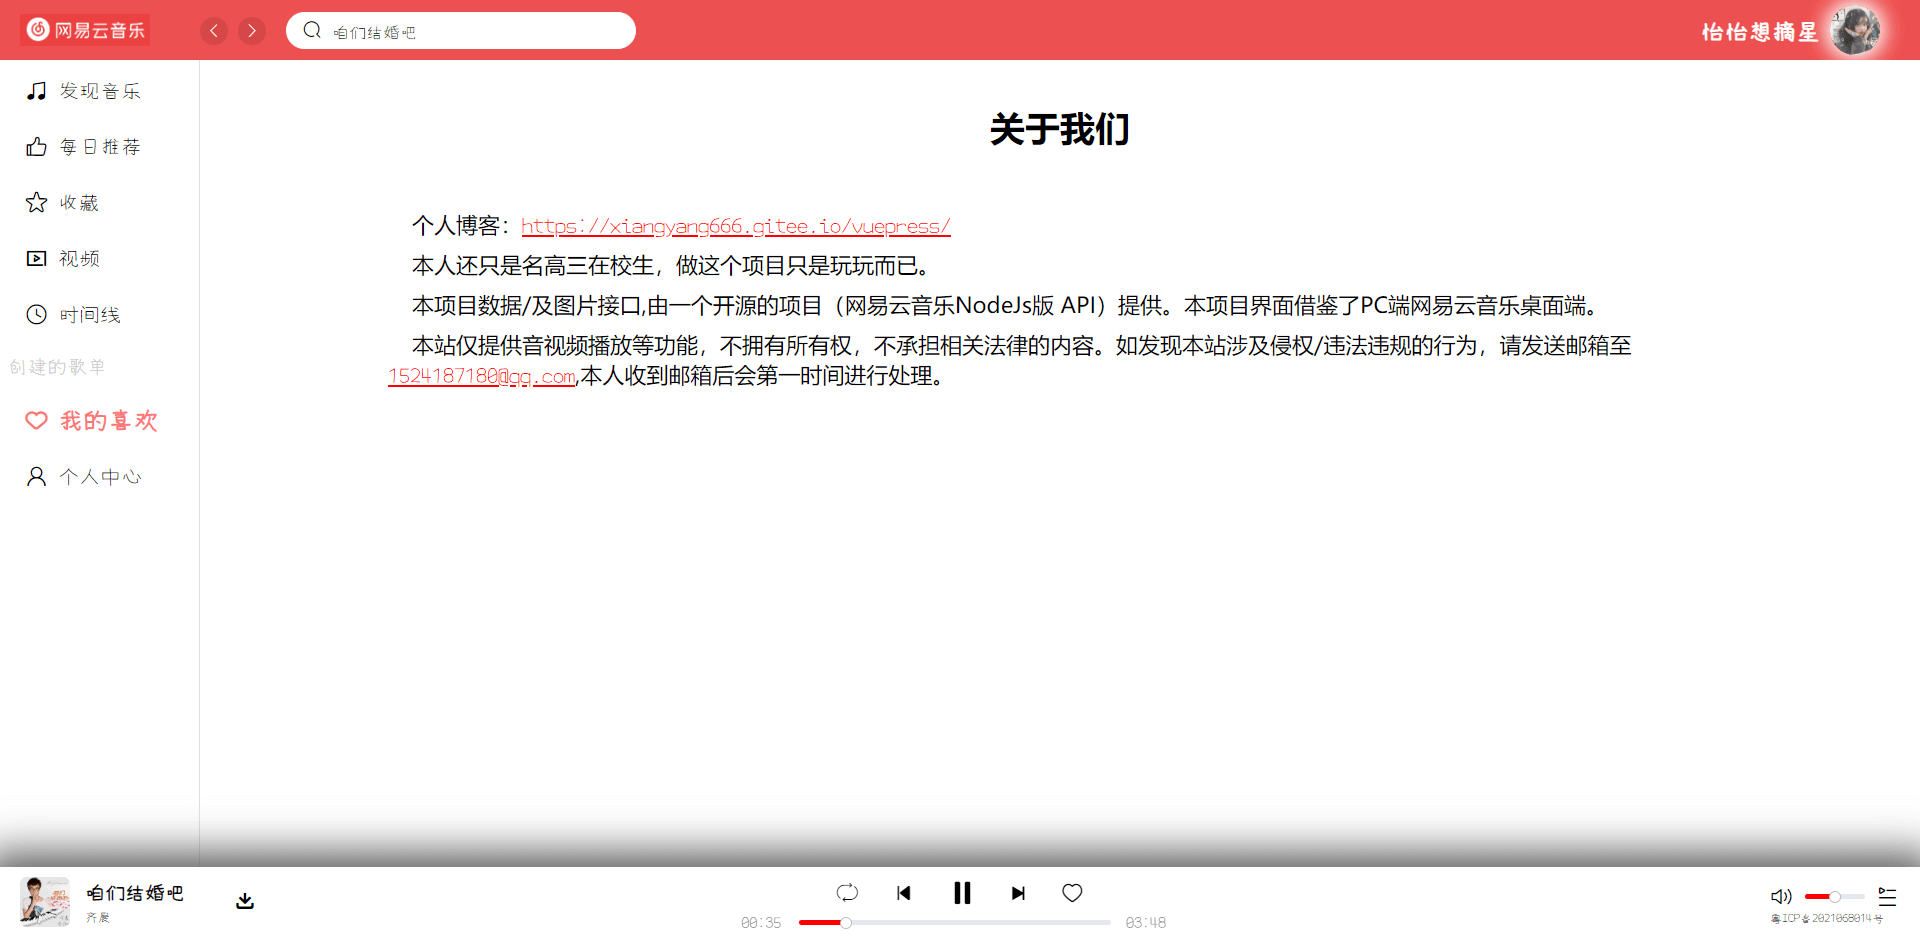 网易云音乐
咱们结婚吧
怡怡想摘星
发现音乐
每日推荐
收藏
视频
时间线
创建的歌单
我的喜欢
个人中心
关于我们
个人博客：https://xiangyang666.gitee.io/vuepress/
本人还只是名高三在校生，做这个项目只是玩玩而已。
本项目数据/及图片接口,由一个开源的项目（网易云音乐NodeJs版 API）提供。本项目界面借鉴了PC端网易云音乐桌面端。
本站仅提供音视频播放等功能，不拥有所有权，不承担相关法律的内容。如发现本站涉及侵权/违法违规的行为，请发送邮箱至
1524187180@qq.com,本人收到邮箱后会第一时间进行处理。
咱们结婚吧
齐晨
00:35
03:48
粤ICP备2021068014号